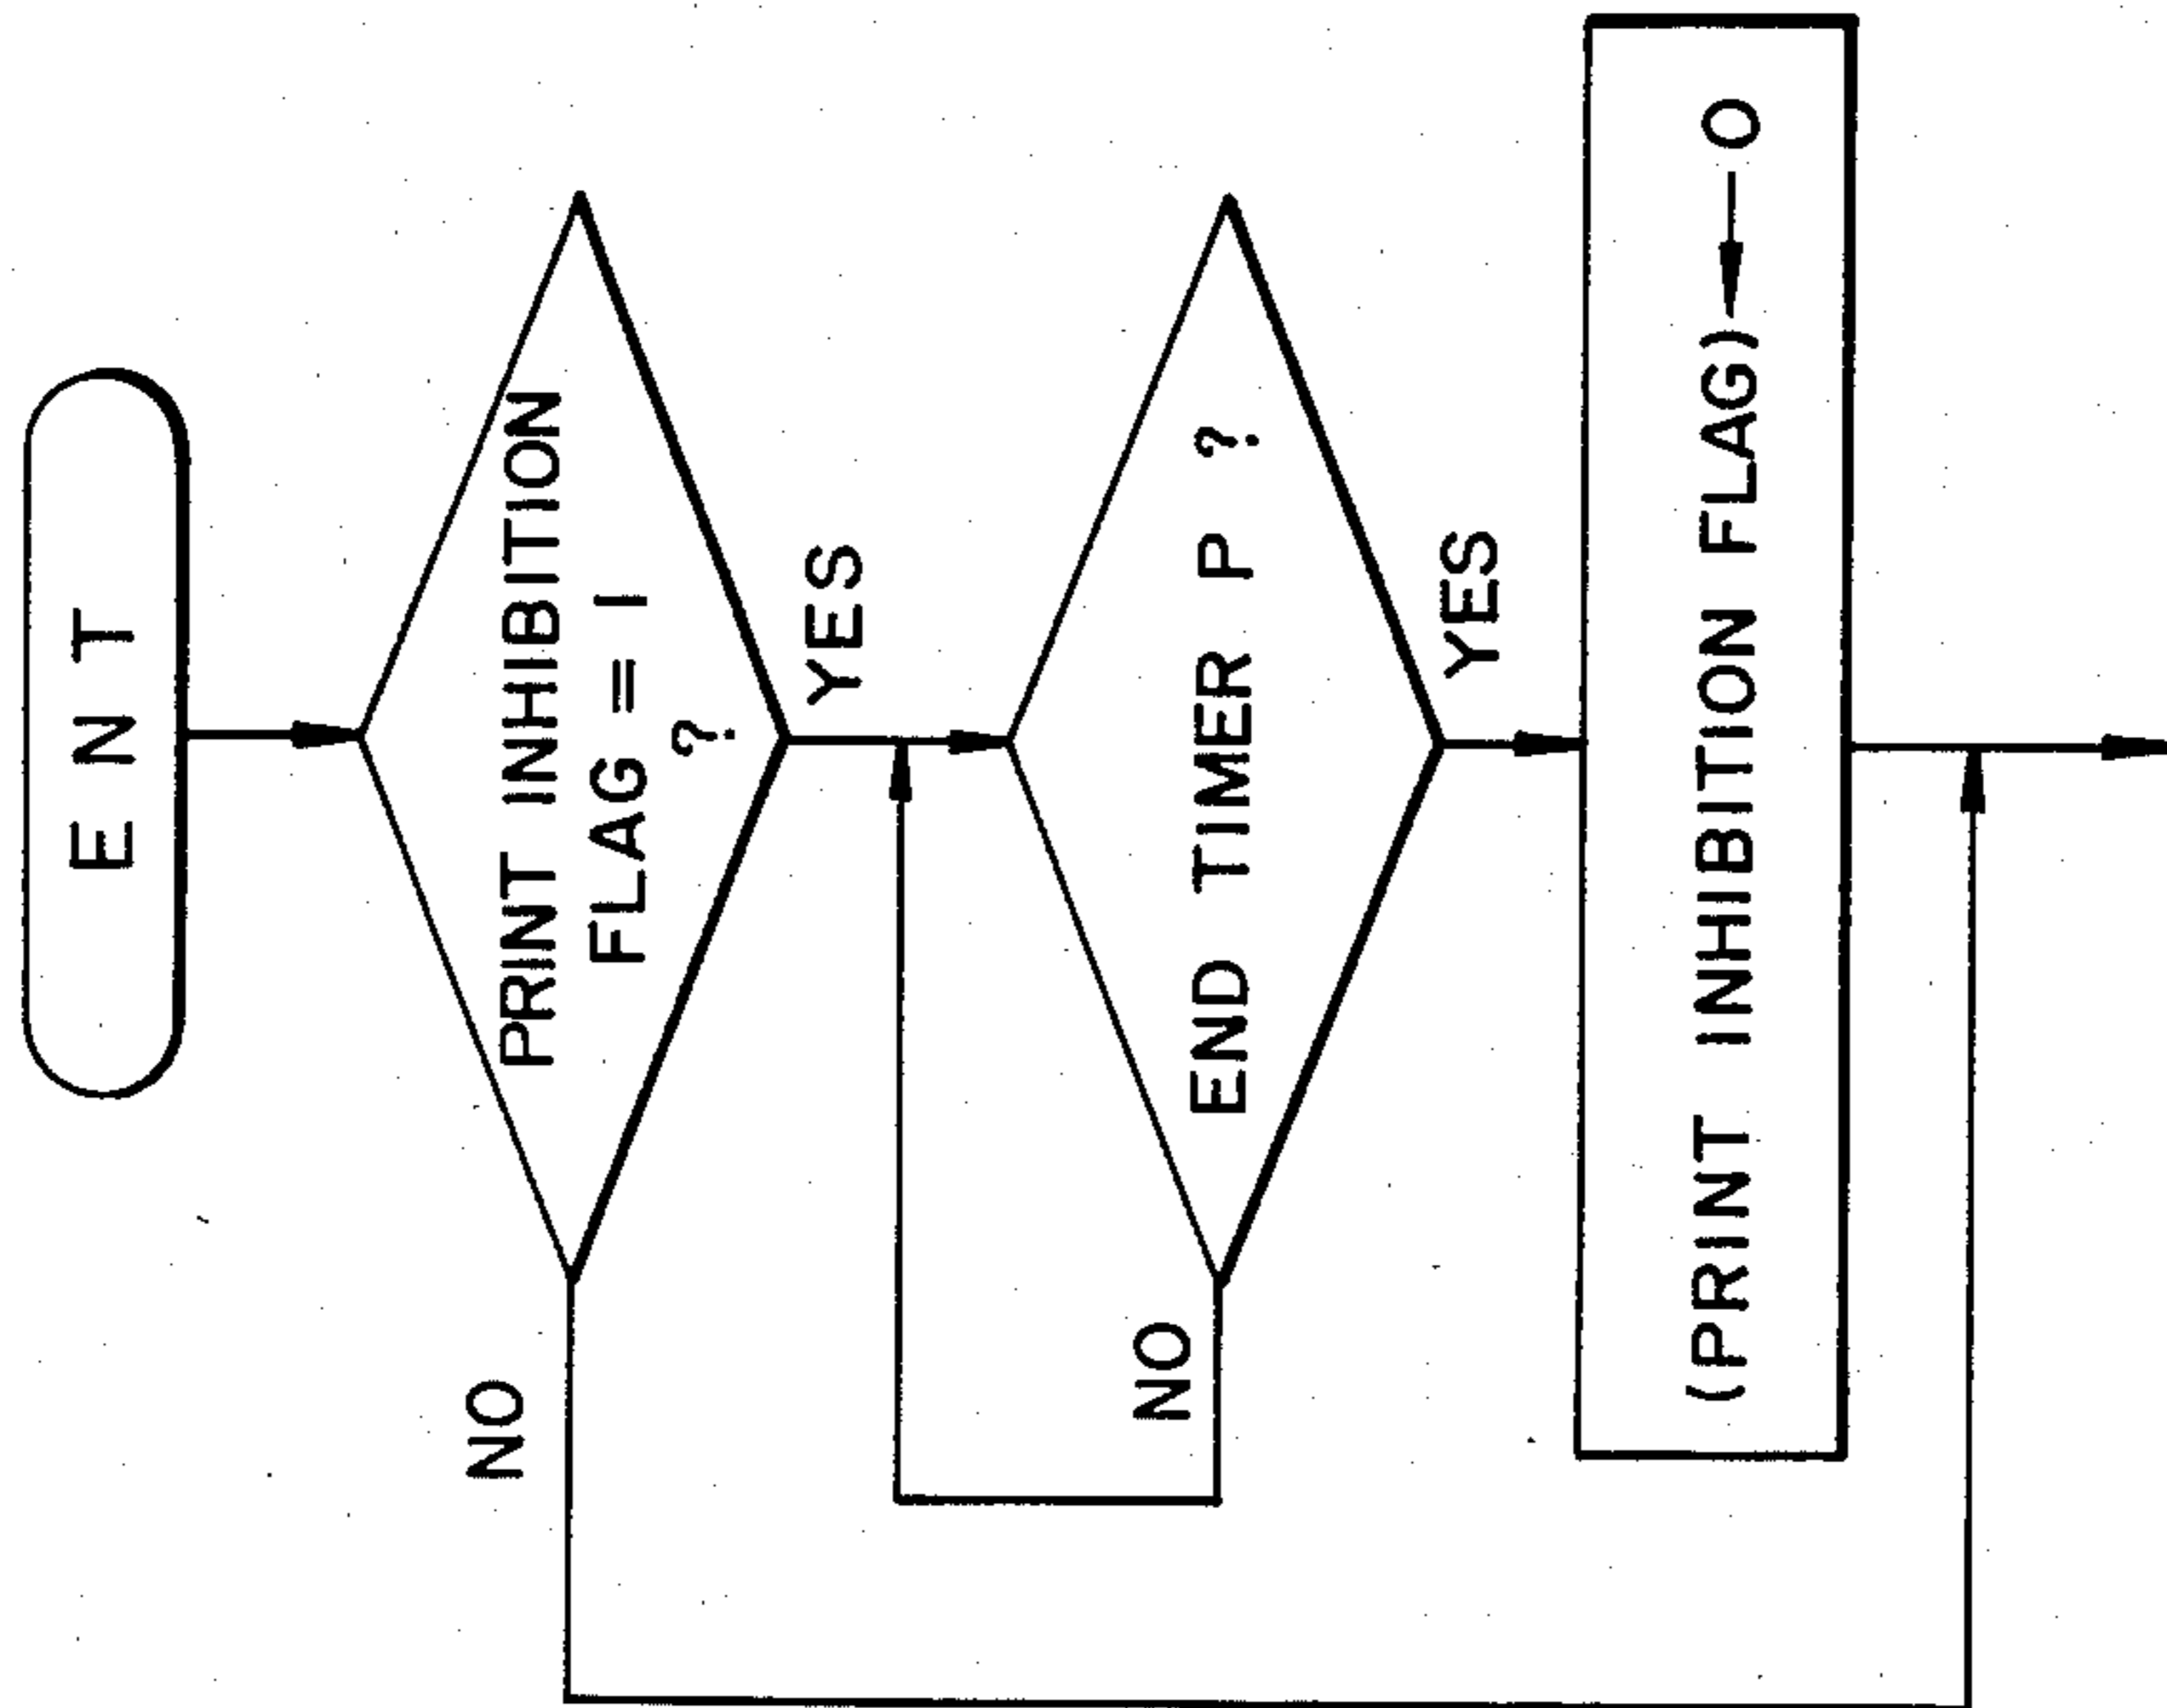 ENT
PRINT INHIBITION
FLAG = 1
?
NO
YES
END TIMER P ?
NO
YES
(PRINT INHIBITION FLAG) ← 0